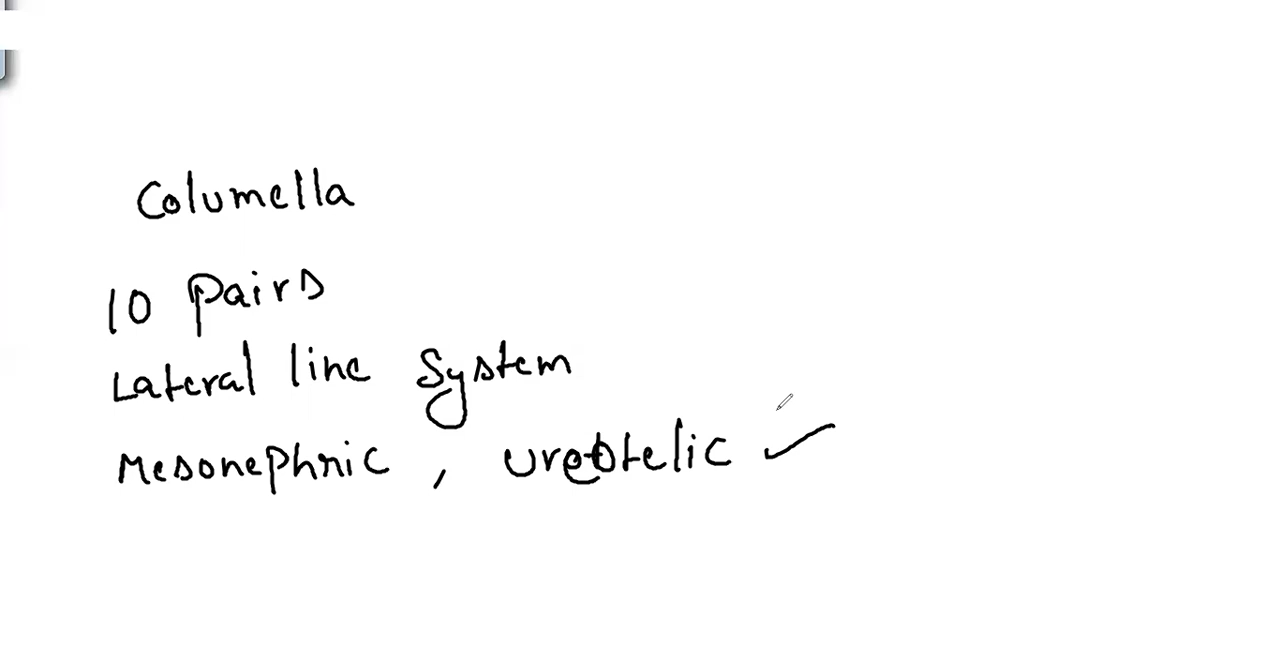 Columella
10 Pairs
Lateral line System
Mesonephric , Ureotelic